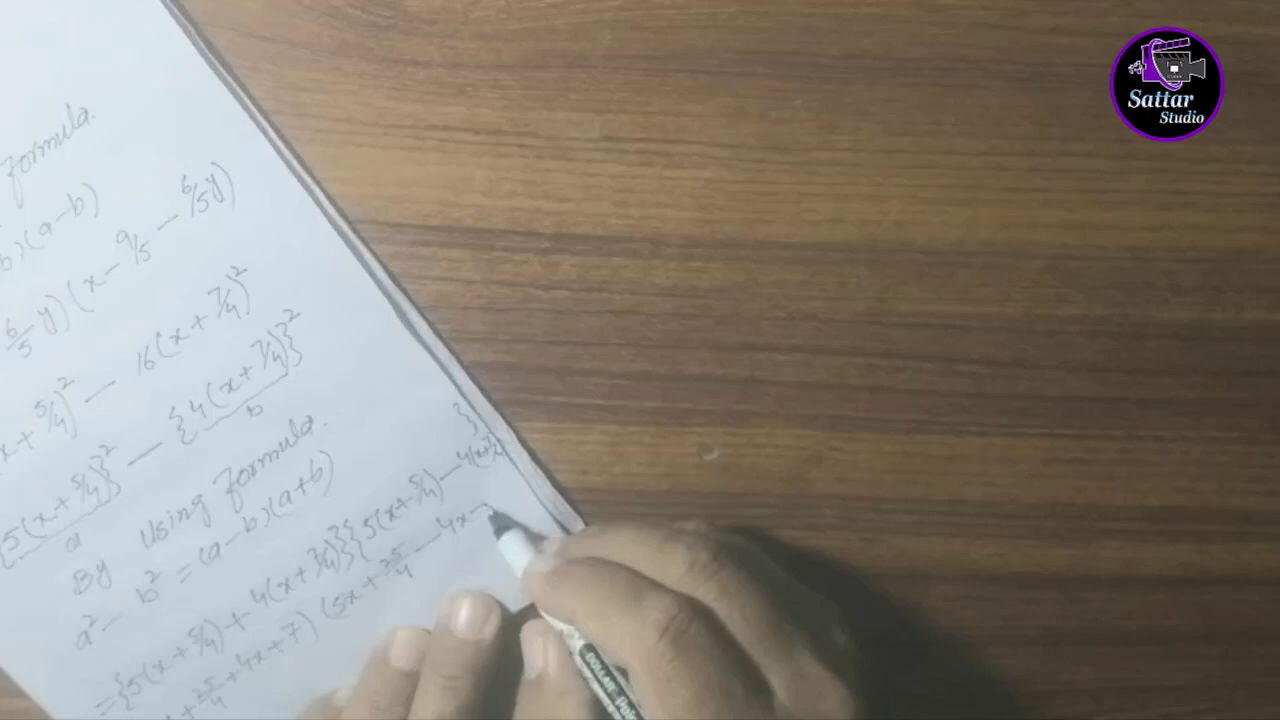 formula.
b)(a-b)
6/5 y)(x - 9/5 - 6/5 y)
x + 5/4)² - 16(x + 7/4)²
{5(x + 5/4)}² - {4(x + 7/4)}²
a b
By Using formula.
a² - b² = (a-b)(a+b)
= {5(x + 5/4) + 4(x + 7/4)}{5(x + 5/4) - 4(x + 7/4)}
+ 25/4 + 4x + 7)(5x + 25/4 - 4x -
Sattar
Studio
DOLLAR